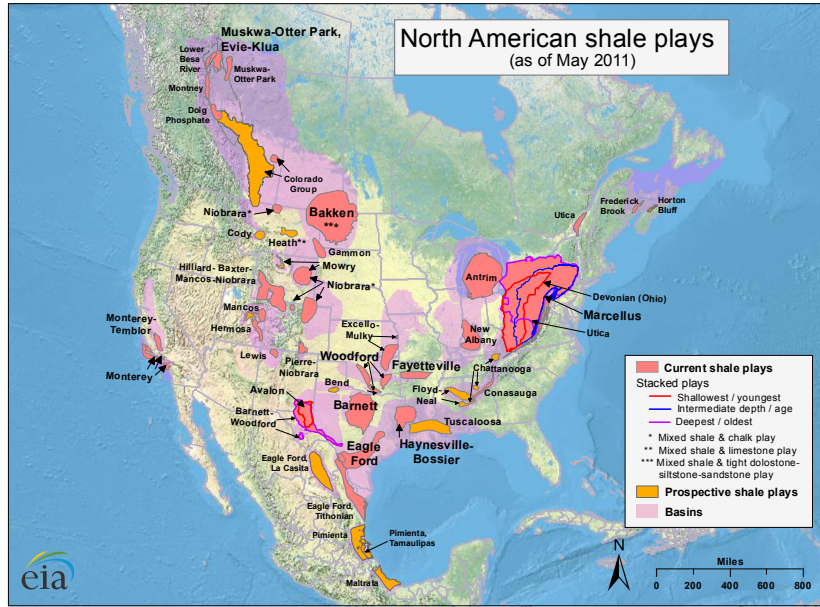 North American shale plays
(as of May 2011)
Muskwa-Otter Park,
Evie-Klua
Lower
Besa
River
Muskwa-
Otter Park
Montney
Doig
Phosphate
Colorado
Group
Niobrara*
Bakken
***
Cody
Heath**
Gammon
Mowry
Hilliard-Baxter-
Mancos-Niobrara
Niobrara*
Mancos
Hermosa
Monterey-
Temblor
Monterey
Lewis
Pierre-
Niobrara
Excello-
Mulky
Woodford
Fayetteville
Bend
Avalon
Barnett
Barnett-
Woodford
Eagle
Ford
Haynesville-
Bossier
Eagle Ford,
La Casita
Eagle Ford,
Tithonian
Pimienta
Pimienta,
Tamaulipas
Maltrata
Antrim
New
Albany
Chattanooga
Floyd-
Neal
Conasauga
Tuscaloosa
Devonian (Ohio)
Marcellus
Utica
Utica
Frederick
Brook
Horton
Bluff
Current shale plays
Stacked plays
Shallowest / youngest
Intermediate depth / age
Deepest / oldest
* Mixed shale & chalk play
** Mixed shale & limestone play
*** Mixed shale & tight dolostone-
siltstone-sandstone play
Prospective shale plays
Basins
N
Miles
0 200 400 600 800
eia